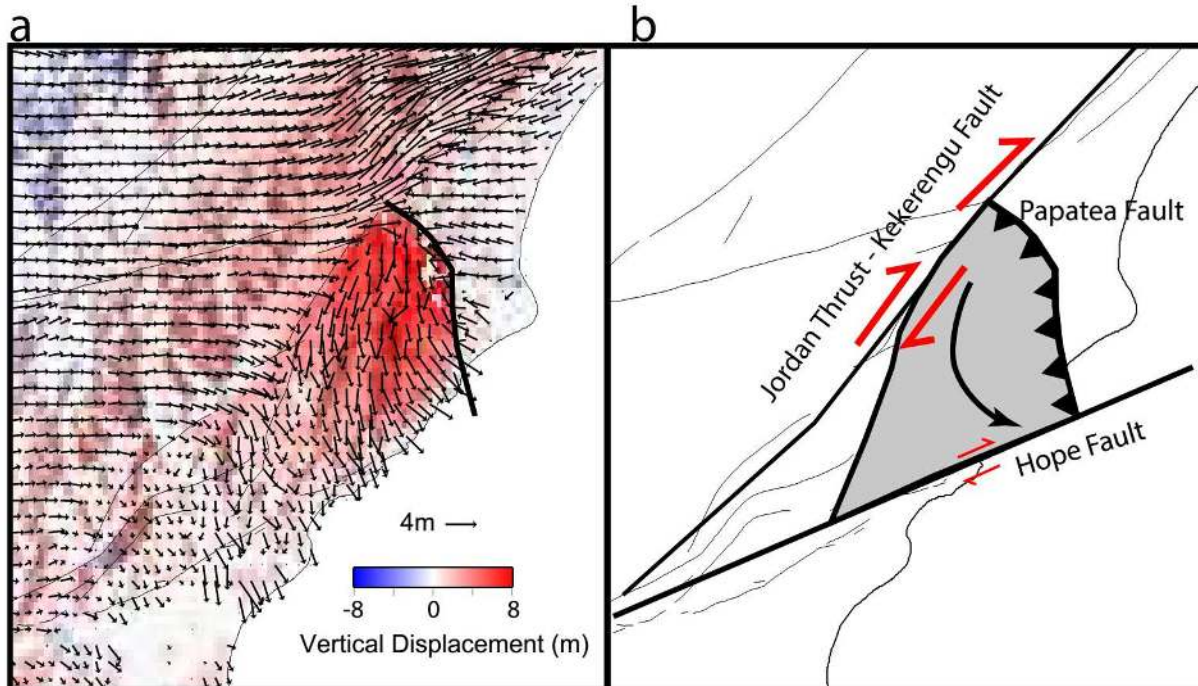 a
4m
-8 0 8
Vertical Displacement (m)
b
Jordan Thrust - Kekerengu Fault
Papatea Fault
Hope Fault